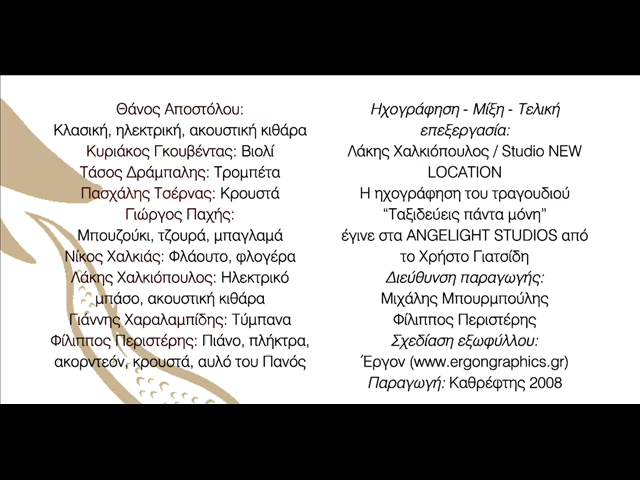 Θάνος Αποστόλου:
Κλασική, ηλεκτρική, ακουστική κιθάρα
Κυριάκος Γκουβέντας: Βιολί
Τάσος Δράμπαλης: Τρομπέτα
Πασχάλης Τσέρνας: Κρουστά
Γιώργος Παχής:
Μπουζούκι, τζουρά, μπαγλαμά
Νίκος Χαλκιάς: Φλάουτο, φλογέρα
Λάκης Χαλκιόπουλος: Ηλεκτρικό
μπάσο, ακουστική κιθάρα
Γιάννης Χαραλαμπίδης: Τύμπανα
Φίλιππος Περιστέρης: Πιάνο, πλήκτρα,
ακορντεόν, κρουστά, αυλό του Πανός
Ηχογράφηση - Μίξη - Τελική
επεξεργασία:
Λάκης Χαλκιόπουλος / Studio NEW
LOCATION
Η ηχογράφηση του τραγουδιού
“Ταξιδεύεις πάντα μόνη”
έγινε στα ANGELIGHT STUDIOS από
το Χρήστο Γιατσίδη
Διεύθυνση παραγωγής:
Μιχάλης Μπουρμπούλης
Φίλιππος Περιστέρης
Σχεδίαση εξωφύλλου:
Έργον (www.ergongraphics.gr)
Παραγωγή: Καθρέφτης 2008